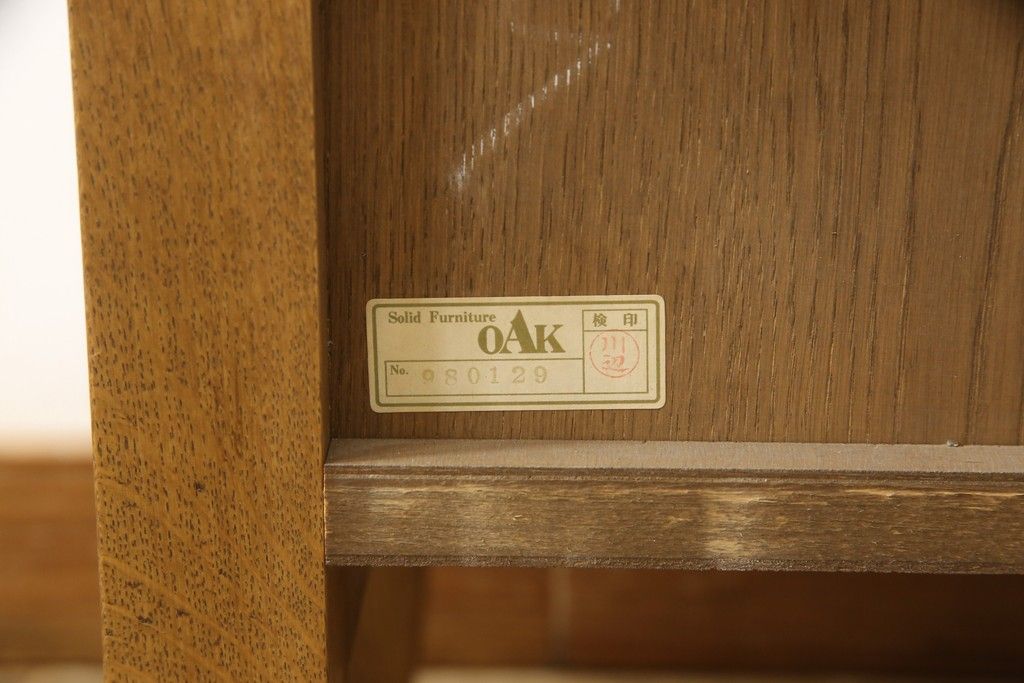 Solid Furniture
OAK
No. 980129
検印
川辺